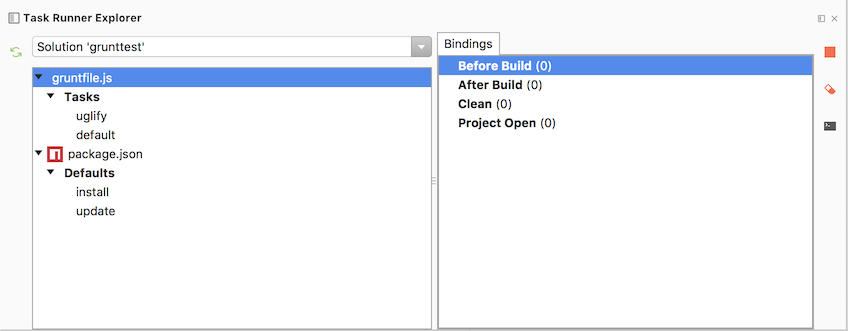 Task Runner Explorer
Solution 'grunttest'
gruntfile.js
Tasks
uglify
default
package.json
Defaults
install
update
Bindings
Before Build (0)
After Build (0)
Clean (0)
Project Open (0)